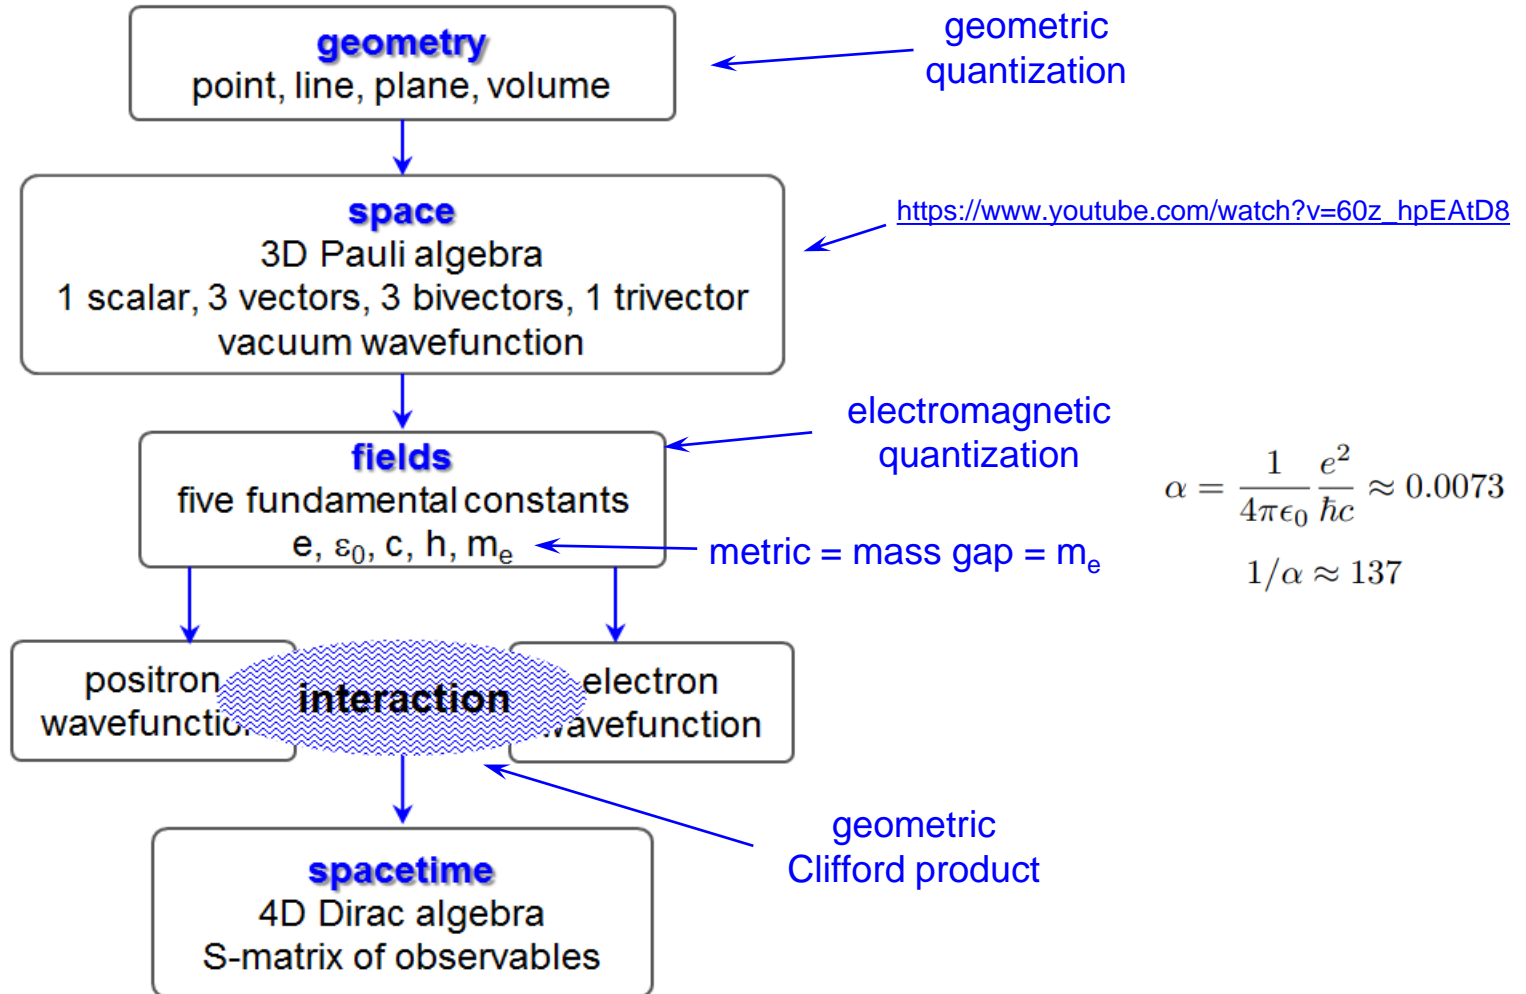 geometry
point, line, plane, volume
geometric
quantization
space
3D Pauli algebra
1 scalar, 3 vectors, 3 bivectors, 1 trivector
vacuum wavefunction
https://www.youtube.com/watch?v=60z_hpEAtD8
fields
five fundamental constants
e, ε₀, c, h, mₑ
electromagnetic
quantization
metric = mass gap = mₑ
α = 1/(4πϵ₀) e²/(ħc) ≈ 0.0073
1/α ≈ 137
positron
wavefunction
interaction
electron
wavefunction
geometric
Clifford product
spacetime
4D Dirac algebra
S-matrix of observables